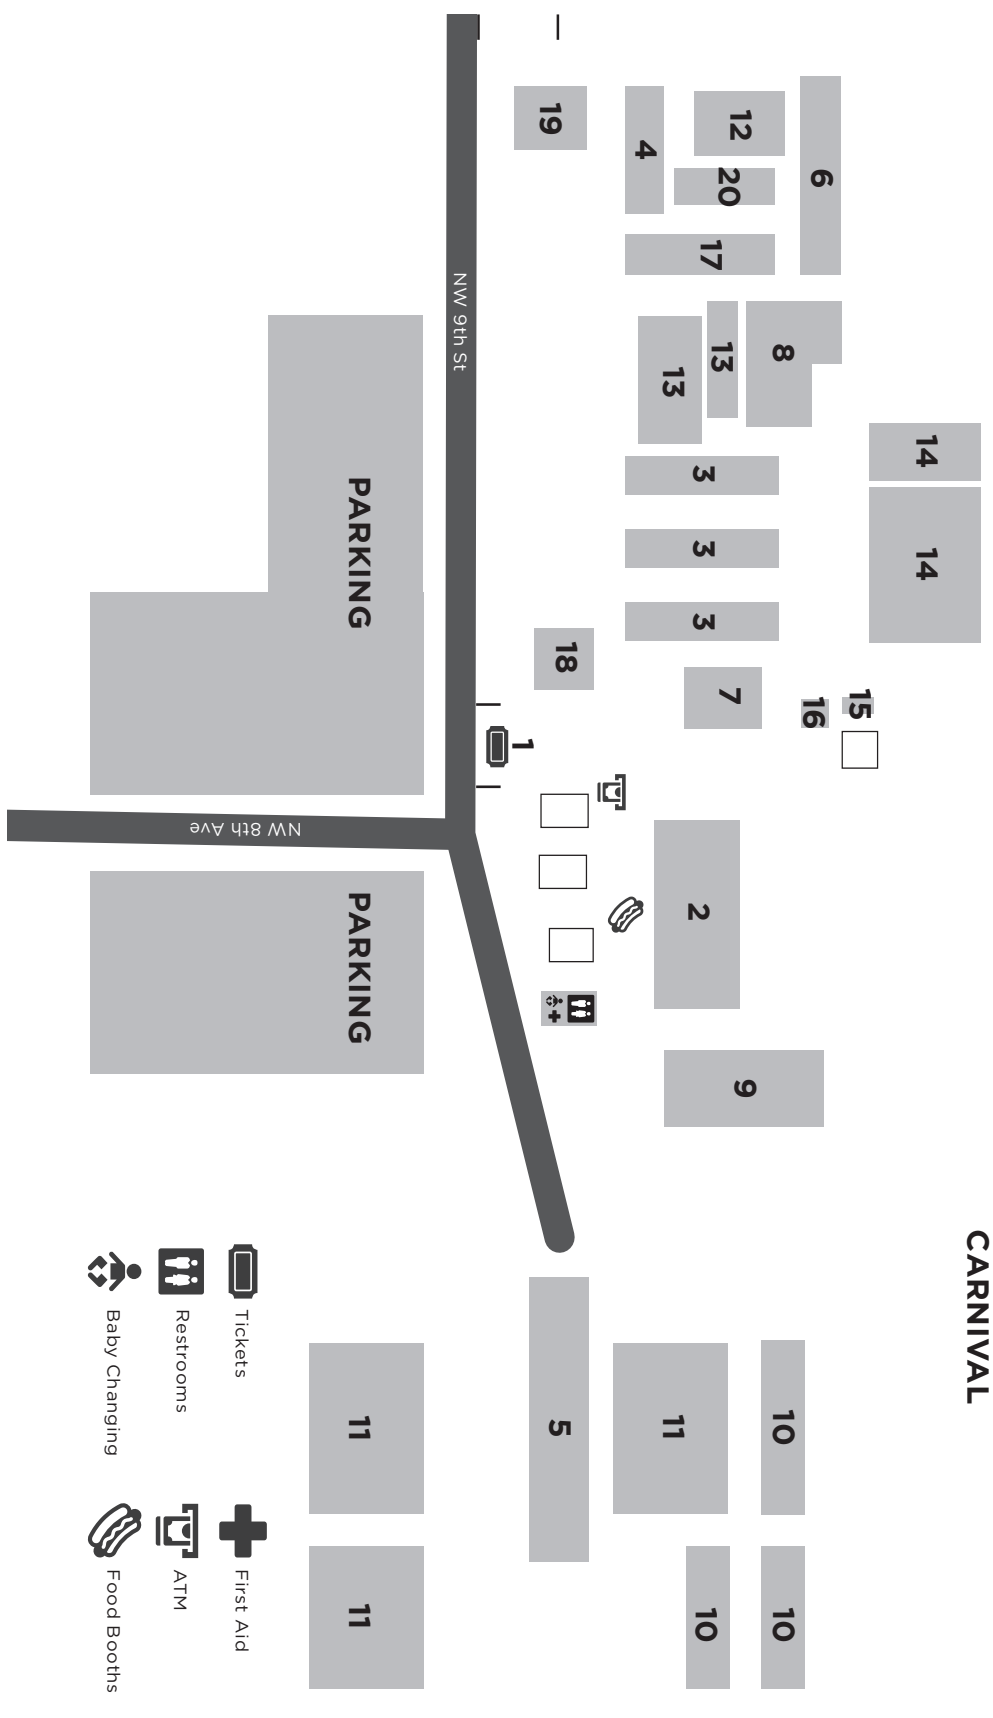 CARNIVAL
14
14
15
6
16
8
10
10
12
9
20
13
7
17
3
3
3
2
10
13
11
4
19
18
5
1
NW 9th St
PARKING
PARKING
11
11
NW 8th Ave
Tickets
First Aid
Restrooms
ATM
Baby Changing
Food Booths